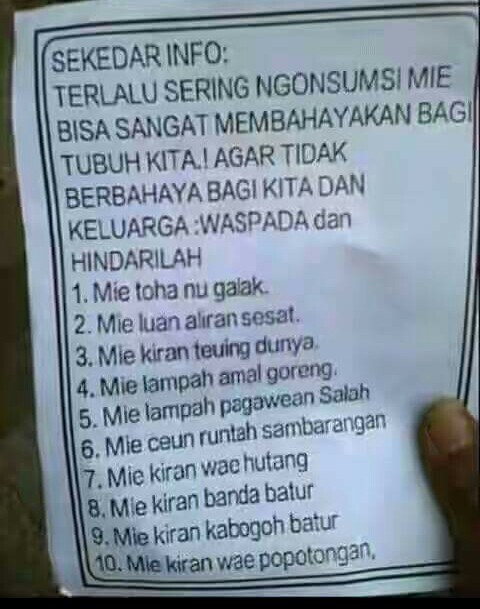 SEKEDAR INFO:
TERLALU SERING NGONSUMSI MIE
BISA SANGAT MEMBAHAYAKAN BAGI
TUBUH KITA.! AGAR TIDAK
BERBAHAYA BAGI KITA DAN
KELUARGA :WASPADA dan
HINDARILAH
1. Mie toha nu galak.
2. Mie luan aliran sesat.
3. Mie kiran teuing dunya.
4. Mie lampah amal goreng.
5. Mie lampah pagawean Salah
6. Mie ceun runtah sambarangan
7. Mie kiran wae hutang
8. Mie kiran banda batur
9. Mie kiran kabogoh batur
10. Mie kiran wae popotongan.